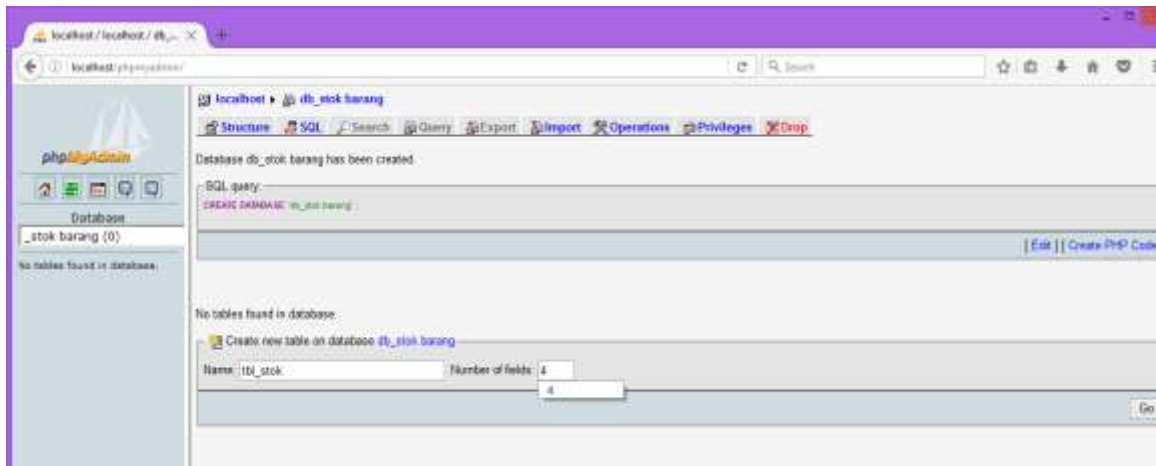 localhost / localhost / db_...
localhost/phpmyadmin/
Search
phpMyAdmin
Database
_stok barang (0)
No tables found in database.
localhost ▸ db_stok barang
Structure SQL Search Query Export Import Operations Privileges Drop
Database db_stok barang has been created.
SQL query:
CREATE DATABASE `db_stok barang`
[ Edit ] [ Create PHP Code
No tables found in database.
Create new table on database db_stok barang
Name: tbl_stok Number of fields: 4
4
Go